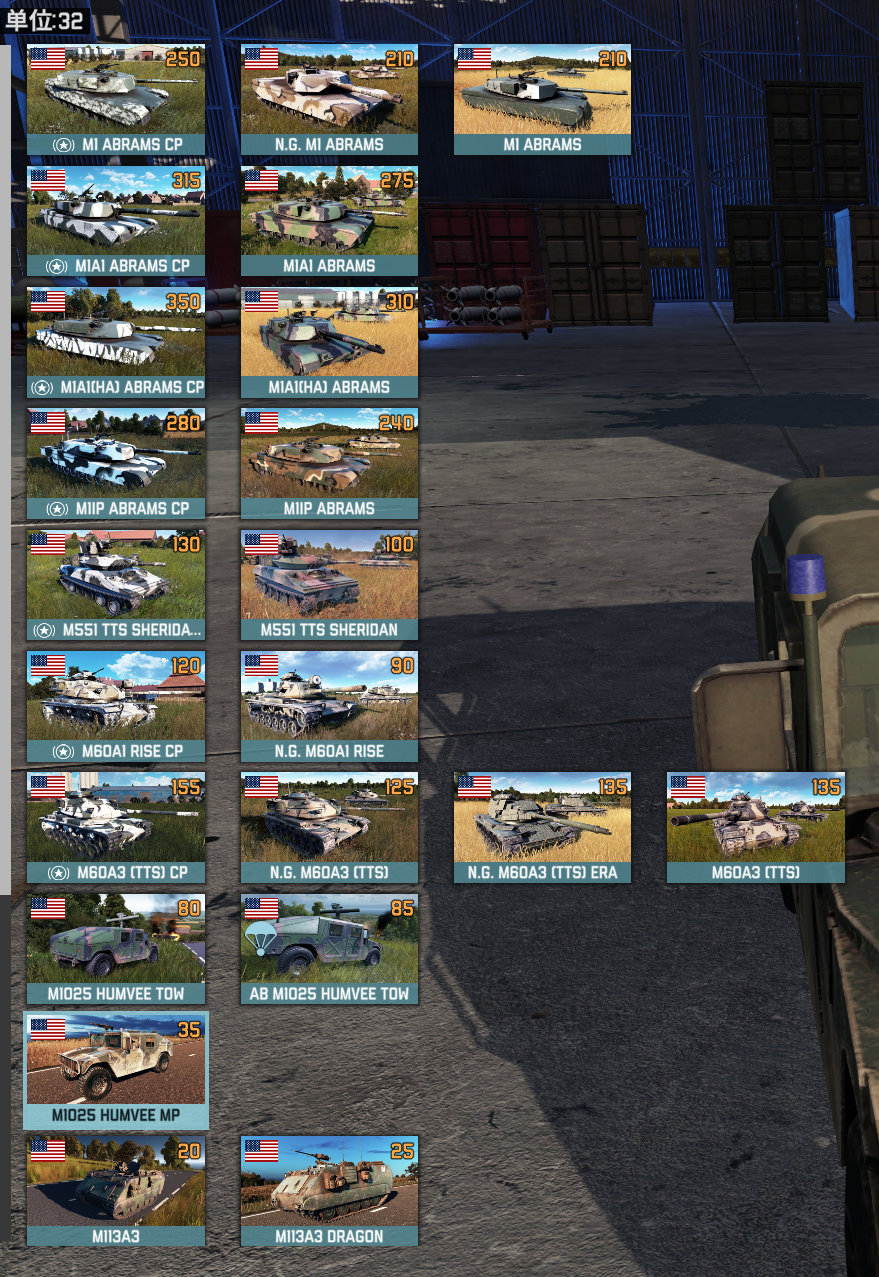 单位:32
250
M1 ABRAMS CP
210
N.G. M1 ABRAMS
210
M1 ABRAMS
315
M1A1 ABRAMS CP
275
M1A1 ABRAMS
350
M1A1(HA) ABRAMS CP
310
M1A1(HA) ABRAMS
280
M1IP ABRAMS CP
240
M1IP ABRAMS
130
M551 TTS SHERIDA...
100
M551 TTS SHERIDAN
120
M60A1 RISE CP
90
N.G. M60A1 RISE
155
M60A3 (TTS) CP
125
N.G. M60A3 (TTS)
135
N.G. M60A3 (TTS) ERA
135
M60A3 (TTS)
80
M1025 HUMVEE TOW
85
AB M1025 HUMVEE TOW
35
M1025 HUMVEE MP
20
M113A3
25
M113A3 DRAGON